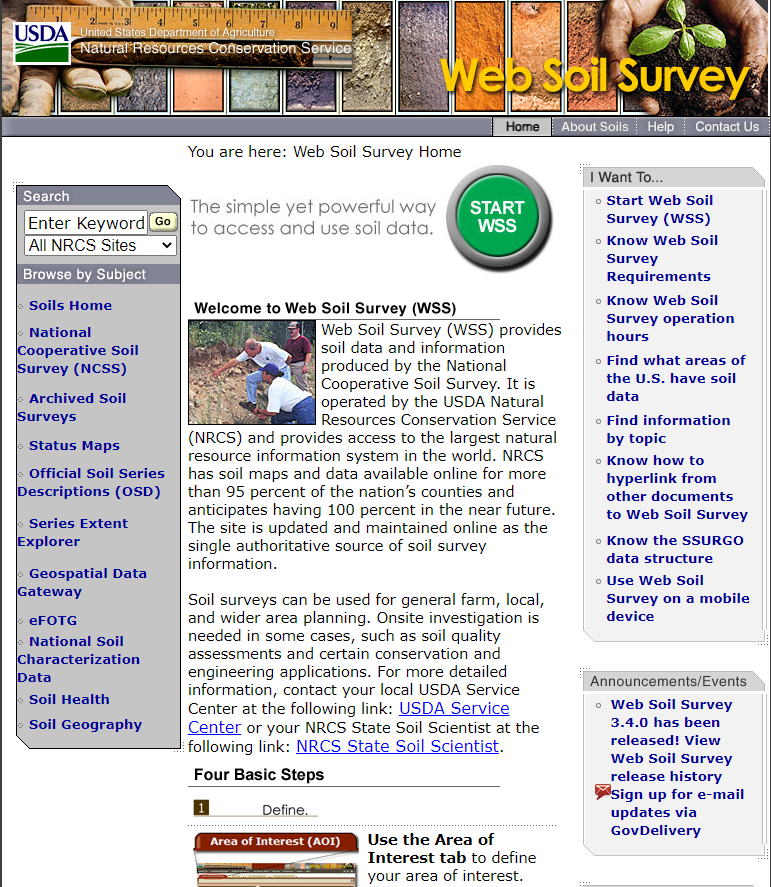 3 4 5 6 7 8 9
USDA
United States Department of Agriculture
Natural Resources Conservation Service
Web Soil Survey
Home
About Soils
Help
Contact Us
You are here: Web Soil Survey Home
Search
Enter Keyword
Go
All NRCS Sites
Browse by Subject
Soils Home
National
Cooperative Soil
Survey (NCSS)
Archived Soil
Surveys
Status Maps
Official Soil Series
Descriptions (OSD)
Series Extent
Explorer
Geospatial Data
Gateway
eFOTG
National Soil
Characterization
Data
Soil Health
Soil Geography
The simple yet powerful way
to access and use soil data.
START
WSS
Welcome to Web Soil Survey (WSS)
Web Soil Survey (WSS) provides
soil data and information
produced by the National
Cooperative Soil Survey. It is
operated by the USDA Natural
Resources Conservation Service
(NRCS) and provides access to the largest natural
resource information system in the world. NRCS
has soil maps and data available online for more
than 95 percent of the nation’s counties and
anticipates having 100 percent in the near future.
The site is updated and maintained online as the
single authoritative source of soil survey
information.
Soil surveys can be used for general farm, local,
and wider area planning. Onsite investigation is
needed in some cases, such as soil quality
assessments and certain conservation and
engineering applications. For more detailed
information, contact your local USDA Service
Center at the following link: USDA Service
Center or your NRCS State Soil Scientist at the
following link: NRCS State Soil Scientist.
Four Basic Steps
1
Define.
Area of Interest (AOI)
Use the Area of
Interest tab to define
your area of interest.
I Want To...
Start Web Soil
Survey (WSS)
Know Web Soil
Survey
Requirements
Know Web Soil
Survey operation
hours
Find what areas of
the U.S. have soil
data
Find information
by topic
Know how to
hyperlink from
other documents
to Web Soil Survey
Know the SSURGO
data structure
Use Web Soil
Survey on a mobile
device
Announcements/Events
Web Soil Survey
3.4.0 has been
released! View
Web Soil Survey
release history
Sign up for e-mail
updates via
GovDelivery